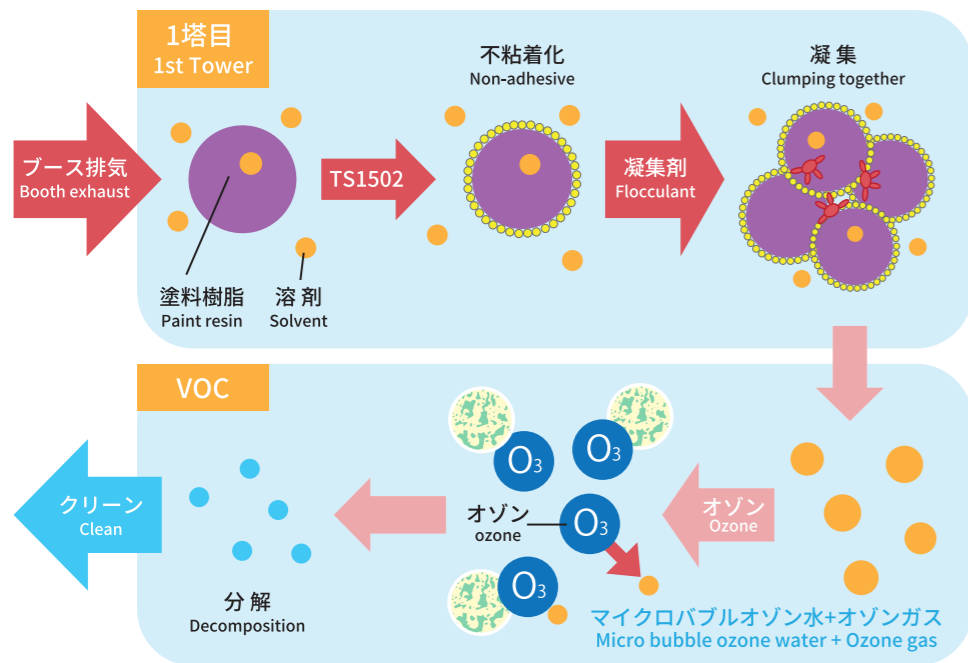 1塔目
1st Tower
ブース排気
Booth exhaust
塗料樹脂
Paint resin
溶 剤
Solvent
TS1502
不粘着化
Non-adhesive
凝集剤
Flocculant
凝 集
Clumping together
VOC
オゾン
Ozone
マイクロバブルオゾン水+オゾンガス
Micro bubble ozone water + Ozone gas
O3
O3
オゾン
ozone
O3
O3
分 解
Decomposition
クリーン
Clean